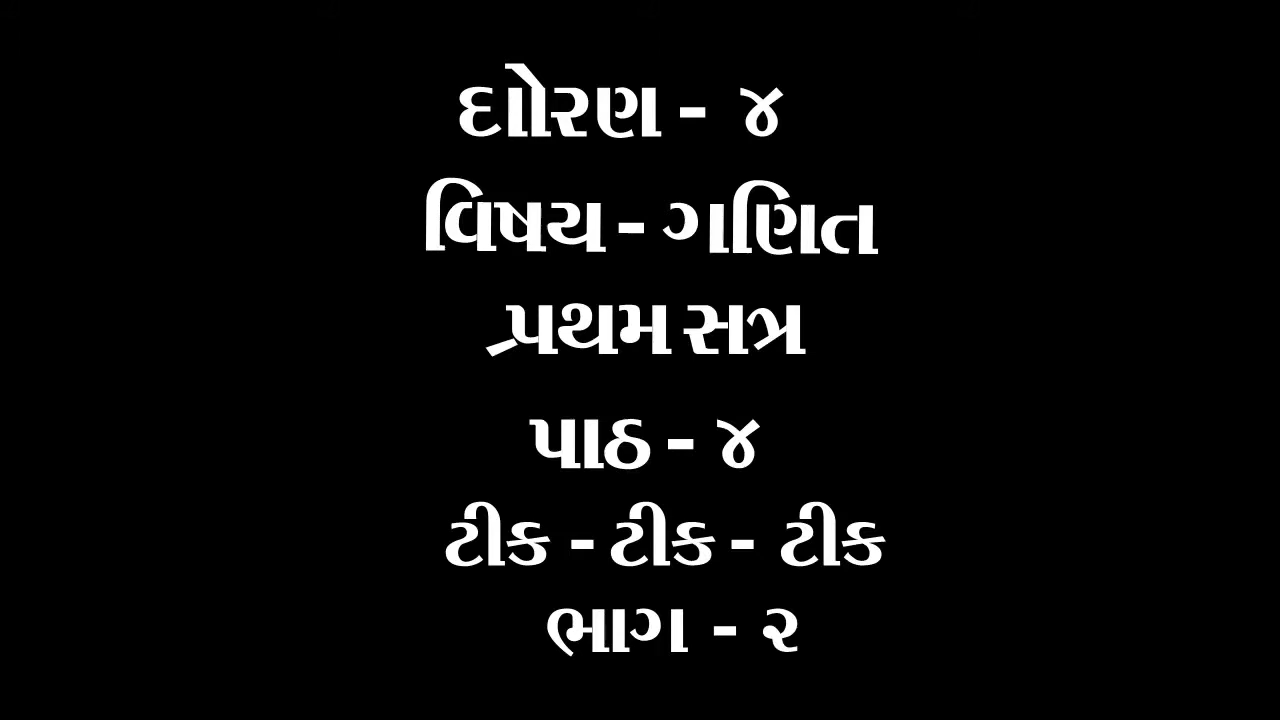 ધોરણ - ૪
વિષય - ગણિત
પ્રથમ સત્ર
પાઠ - ૪
ટીક - ટીક - ટીક
ભાગ - ૨